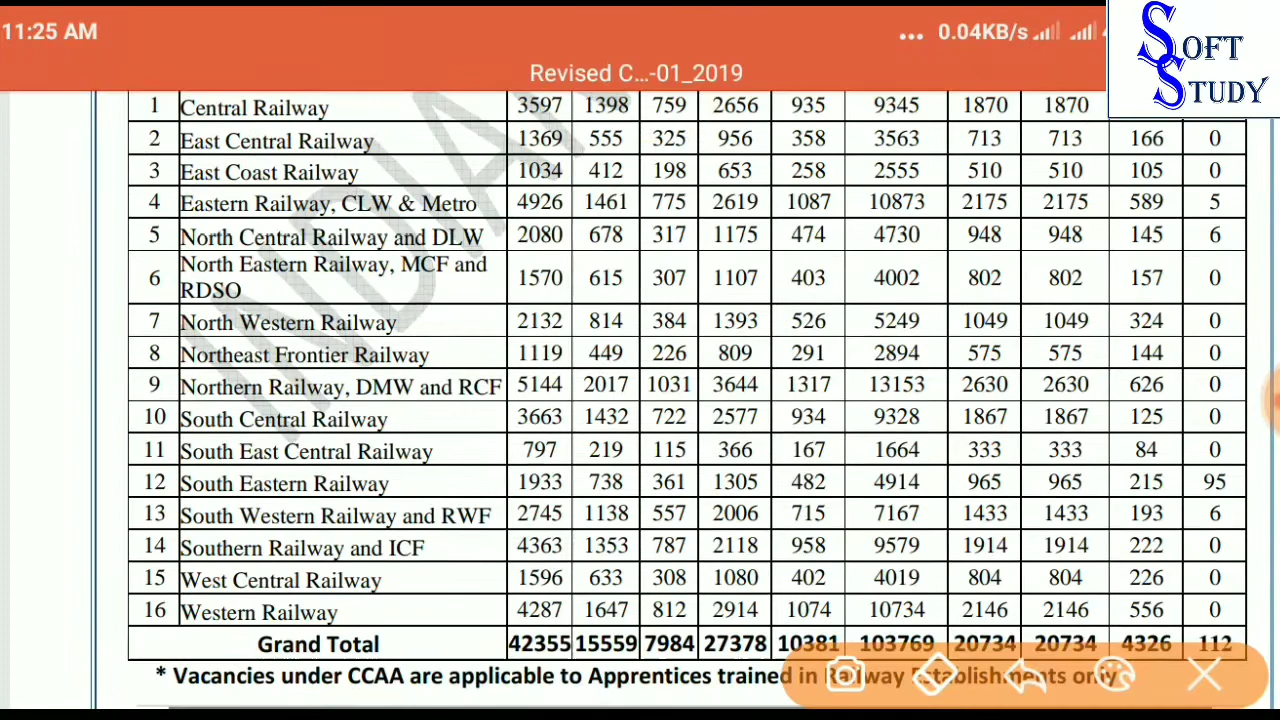 11:25 AM ... 0.04KB/s
SOFT
STUDY
Revised C...-01_2019
1 Central Railway 3597 1398 759 2656 935 9345 1870 1870
2 East Central Railway 1369 555 325 956 358 3563 713 713 166 0
3 East Coast Railway 1034 412 198 653 258 2555 510 510 105 0
4 Eastern Railway, CLW & Metro 4926 1461 775 2619 1087 10873 2175 2175 589 5
5 North Central Railway and DLW 2080 678 317 1175 474 4730 948 948 145 6
6 North Eastern Railway, MCF and
RDSO 1570 615 307 1107 403 4002 802 802 157 0
7 North Western Railway 2132 814 384 1393 526 5249 1049 1049 324 0
8 Northeast Frontier Railway 1119 449 226 809 291 2894 575 575 144 0
9 Northern Railway, DMW and RCF 5144 2017 1031 3644 1317 13153 2630 2630 626 0
10 South Central Railway 3663 1432 722 2577 934 9328 1867 1867 125 0
11 South East Central Railway 797 219 115 366 167 1664 333 333 84 0
12 South Eastern Railway 1933 738 361 1305 482 4914 965 965 215 95
13 South Western Railway and RWF 2745 1138 557 2006 715 7167 1433 1433 193 6
14 Southern Railway and ICF 4363 1353 787 2118 958 9579 1914 1914 222 0
15 West Central Railway 1596 633 308 1080 402 4019 804 804 226 0
16 Western Railway 4287 1647 812 2914 1074 10734 2146 2146 556 0
Grand Total 42355 15559 7984 27378 10381 103769 20734 20734 4326 112
* Vacancies under CCAA are applicable to Apprentices trained in Railway Establishments only